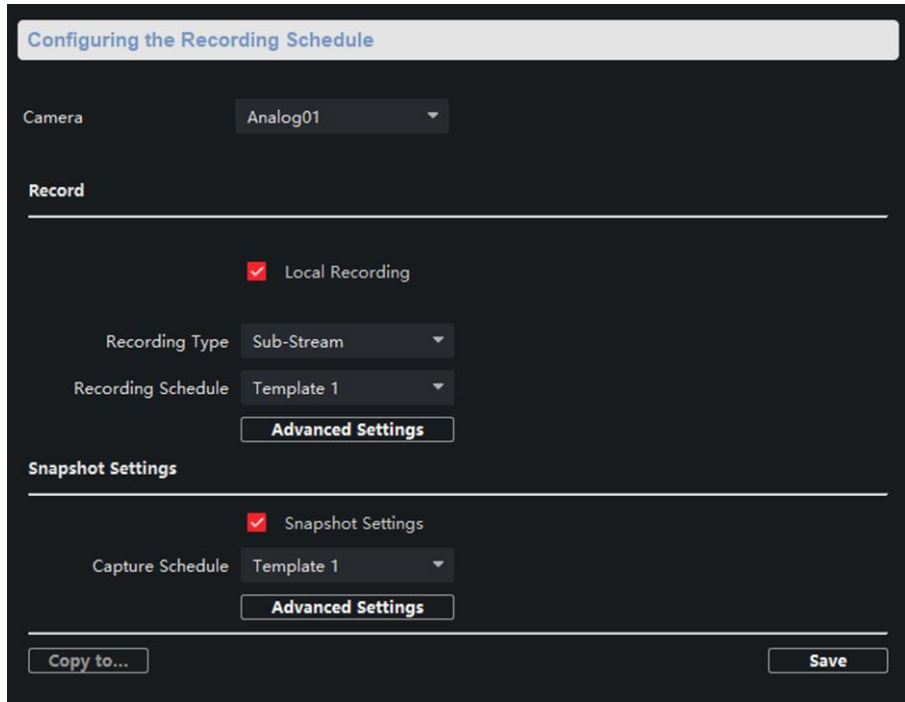 Configuring the Recording Schedule
Camera Analog01
Record
Local Recording
Recording Type Sub-Stream
Recording Schedule Template 1
Advanced Settings
Snapshot Settings
Snapshot Settings
Capture Schedule Template 1
Advanced Settings
Copy to... Save